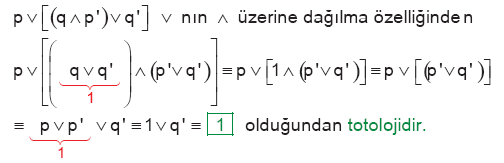 p∨[(q∧p')∨q'] ∨ nın ∧ üzerine dağılma özelliğinden
p∨[(q∨q')∧(p'∨q')]≡p∨[1∧(p'∨q')]≡p∨[(p'∨q')]
1
≡ p∨p' ∨q'≡1∨q'≡ 1 olduğundan totolojidir.
1